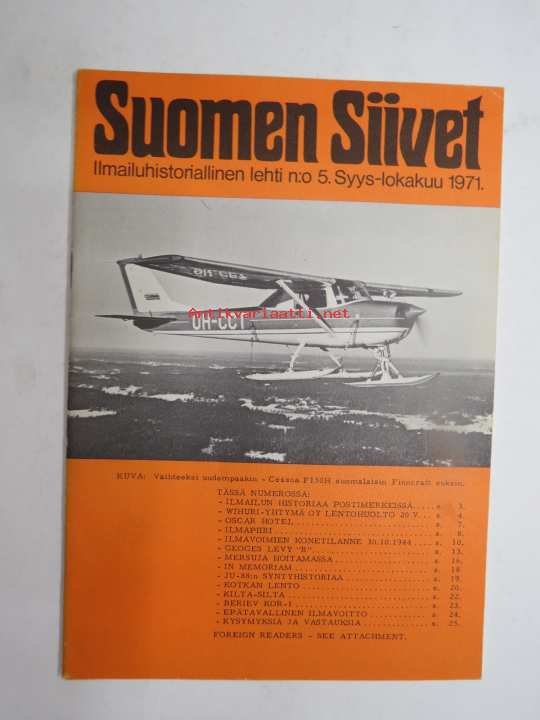 Suomen Siivet
Ilmailuhistoriallinen lehti n:o 5. Syys-lokakuu 1971.
OH-CCT
Antikvariaatti.net
OH-CCT
KUVA: Vaihteeksi uudempaakin - Cessna F150H suomalaisin Finncraft suksin.
TÄSSÄ NUMEROSSA:
- ILMAILUN HISTORIAA POSTIMERKEISSÄ.... s. 3.
- WIHURI-YHTYMÄ OY LENTOHUOLTO 20 V... s. 4.
- OSCAR HOTEL.......... s. 7.
- ILMAPIIRI.......... s. 8.
- ILMAVOIMIEN KONETILANNE 30.10.1944.... s. 10.
- GEOGES LEVY "R".......... s. 13.
- MERSUJA HOITAMASSA.......... s. 16.
- IN MEMORIAM.......... s. 18.
- JU-88:n SYNTYHISTORIAA.......... s. 19.
- KOTKAN LENTO.......... s. 20.
- KILTA-SILTA.......... s. 22.
- BERIEV KOR-1.......... s. 23.
- EPÄTAVALLINEN ILMAVOITTO.......... s. 24.
- KYSYMYKSIÄ JA VASTAUKSIA.......... s. 25.
FOREIGN READERS - SEE ATTACHMENT.